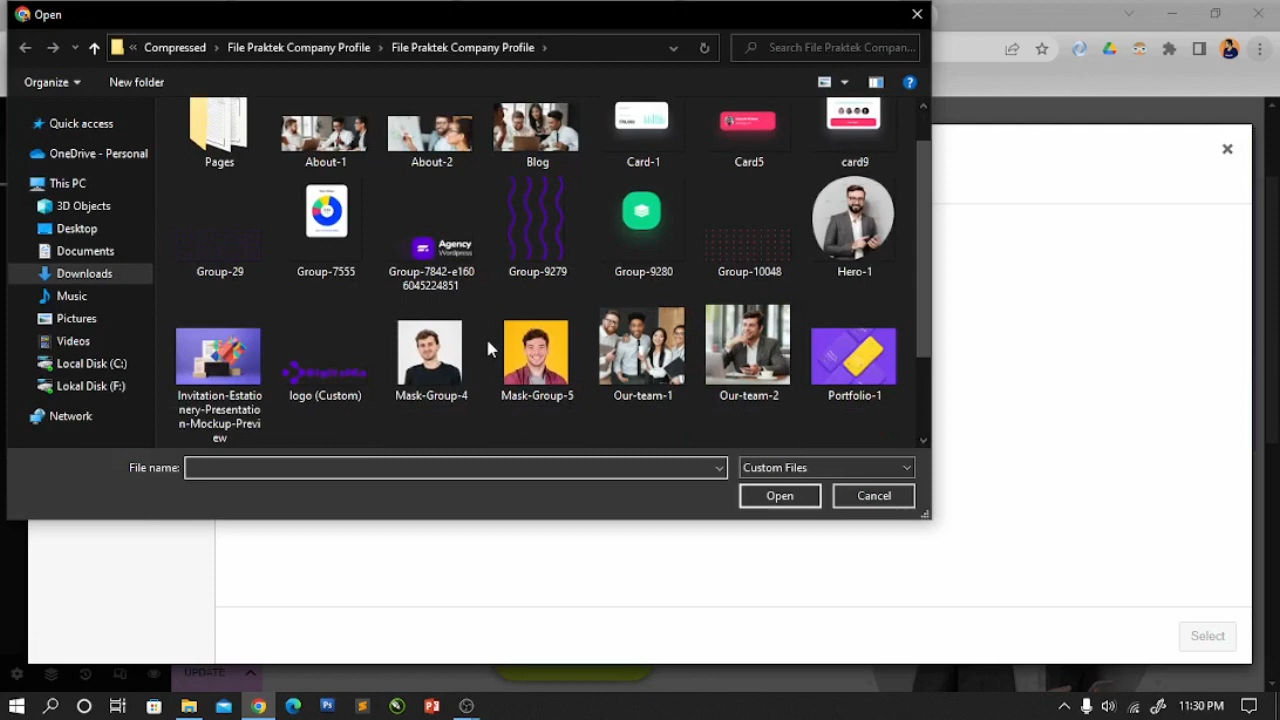 Open
« Compressed › File Praktek Company Profile › File Praktek Company Profile ›
Search File Praktek Compan...
Organize
New folder
Quick access
OneDrive - Personal
This PC
3D Objects
Desktop
Documents
Downloads
Music
Pictures
Videos
Local Disk (C:)
Lokal Disk (F:)
Network
Pages
About-1
About-2
Blog
Card-1
Card5
card9
Agency
Wordpress
Group-29
Group-7555
Group-7842-e160
6045224851
Group-9279
Group-9280
Group-10048
Hero-1
Invitation-Estatio
nery-Presentatio
n-Mockup-Previ
ew
logo (Custom)
Mask-Group-4
Mask-Group-5
Our-team-1
Our-team-2
Portfolio-1
File name:
Custom Files
Open
Cancel
Select
UPDATE
11:30 PM